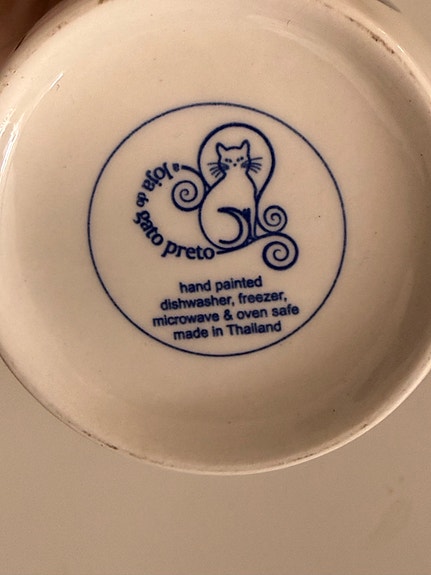 a loja do gato preto
hand painted
dishwasher, freezer,
microwave & oven safe
made in Thailand